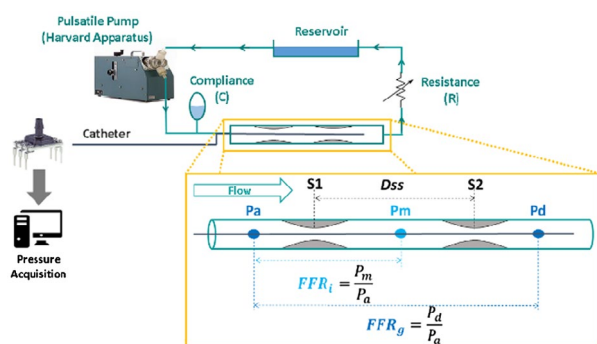 Pulsatile Pump
(Harvard Apparatus)
Reservoir
Compliance
(C)
Resistance
(R)
Catheter
Pressure
Acquisition
Flow
S1
Dss
S2
Pa
Pm
Pd
FFRi = Pm/Pa
FFRg = Pd/Pa